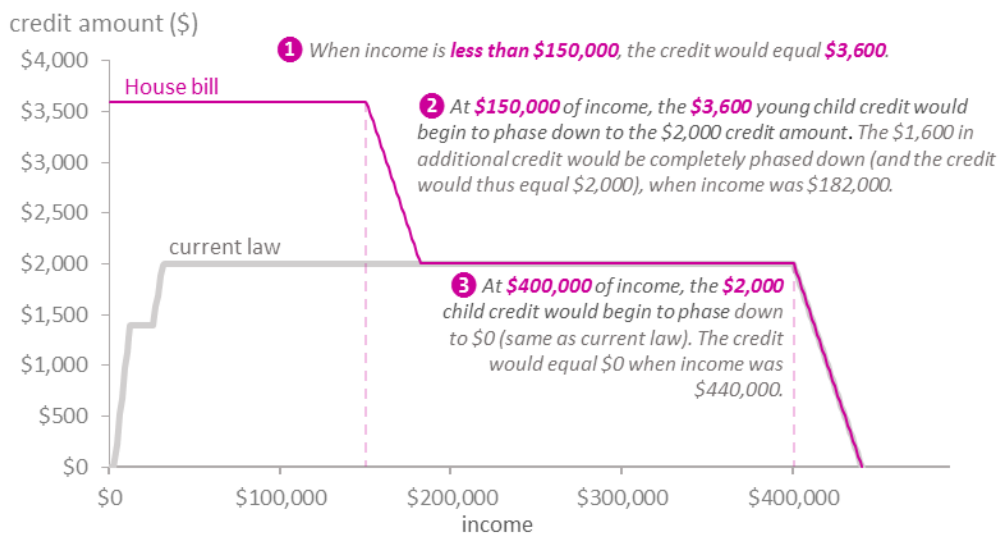 credit amount ($)
1 When income is less than $150,000, the credit would equal $3,600.
$4,000
House bill
$3,500
2 At $150,000 of income, the $3,600 young child credit would
begin to phase down to the $2,000 credit amount. The $1,600 in
additional credit would be completely phased down (and the credit
would thus equal $2,000), when income was $182,000.
$3,000
$2,500
current law
$2,000
3 At $400,000 of income, the $2,000
child credit would begin to phase down
to $0 (same as current law). The credit
would equal $0 when income was
$440,000.
$1,500
$1,000
$500
$0
$0
$100,000
$200,000
$300,000
$400,000
income